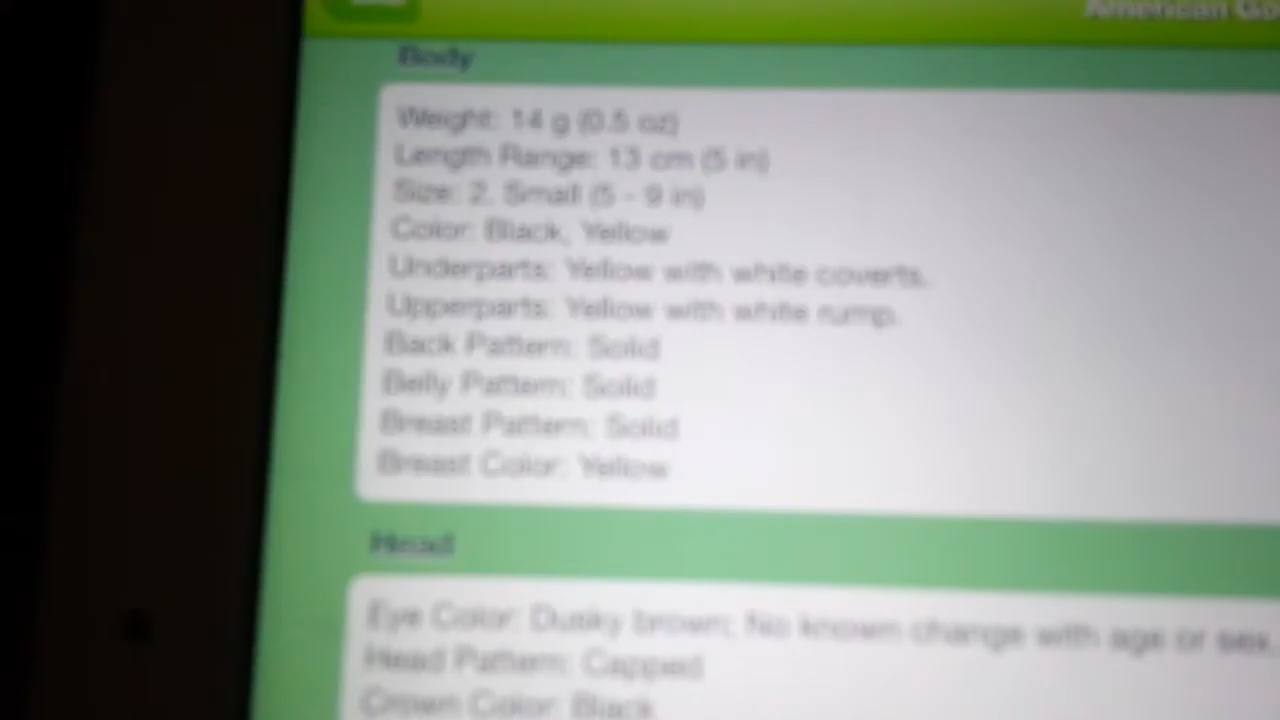 American Go
Body
Weight: 14 g (0.5 oz)
Length Range: 13 cm (5 in)
Size: 2. Small (5 - 9 in)
Color: Black, Yellow
Underparts: Yellow with white coverts.
Upperparts: Yellow with white rump.
Back Pattern: Solid
Belly Pattern: Solid
Breast Pattern: Solid
Breast Color: Yellow
Head
Eye Color: Dusky brown; No known change with age or sex.
Head Pattern: Capped
Crown Color: Black